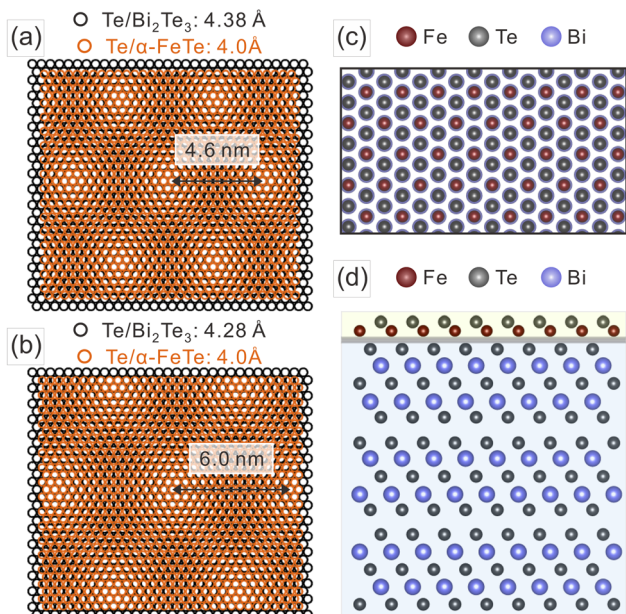 (a)
Te/Bi₂Te₃: 4.38 Å
Te/α-FeTe: 4.0Å
4.6 nm
(b)
Te/Bi₂Te₃: 4.28 Å
Te/α-FeTe: 4.0Å
6.0 nm
(c)
Fe Te Bi
(d)
Fe Te Bi